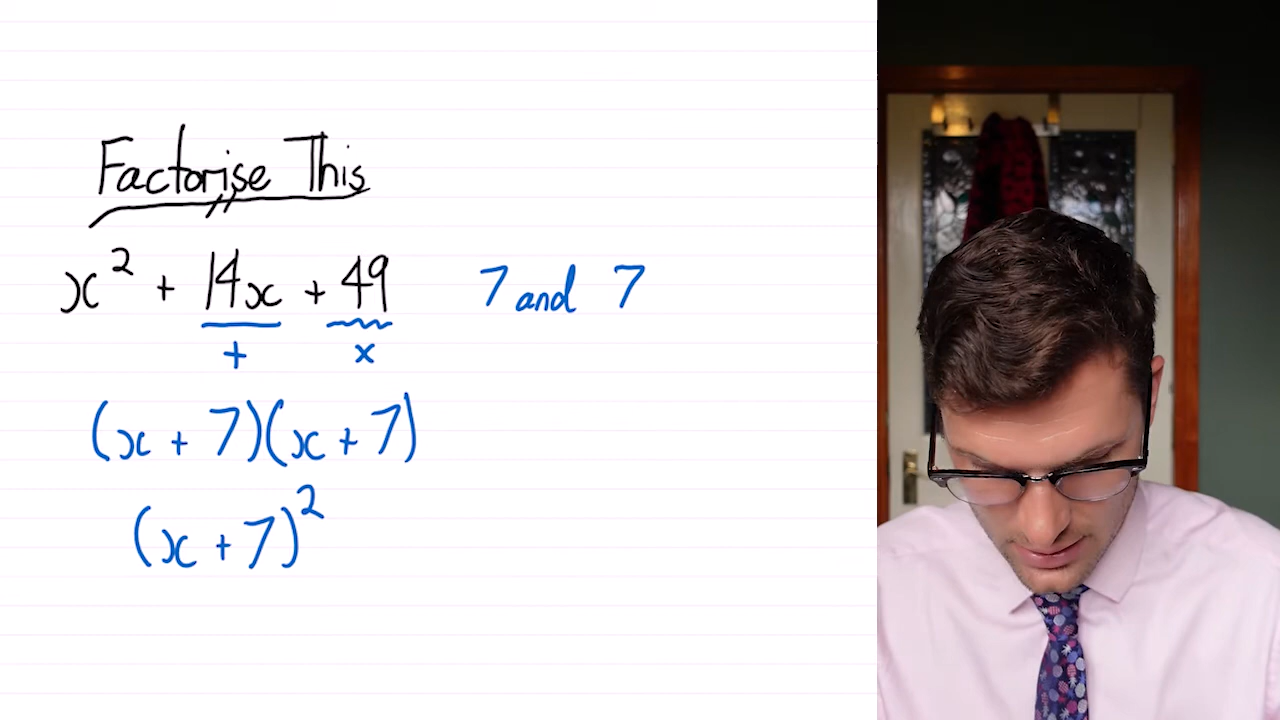 Factorise This
x² + 14x + 49 7 and 7
+ x
(x + 7)(x + 7)
(x + 7)²